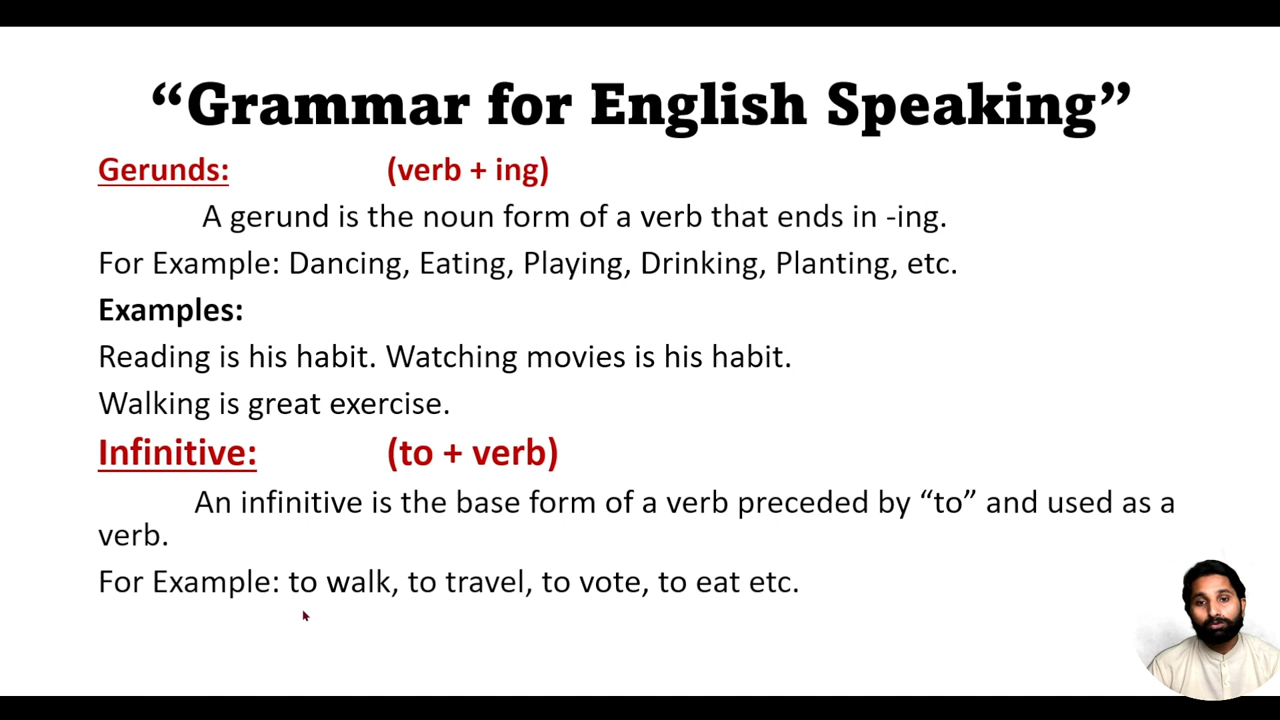 “Grammar for English Speaking”
Gerunds: (verb + ing)
A gerund is the noun form of a verb that ends in -ing.
For Example: Dancing, Eating, Playing, Drinking, Planting, etc.
Examples:
Reading is his habit. Watching movies is his habit.
Walking is great exercise.
Infinitive: (to + verb)
An infinitive is the base form of a verb preceded by “to” and used as a
verb.
For Example: to walk, to travel, to vote, to eat etc.